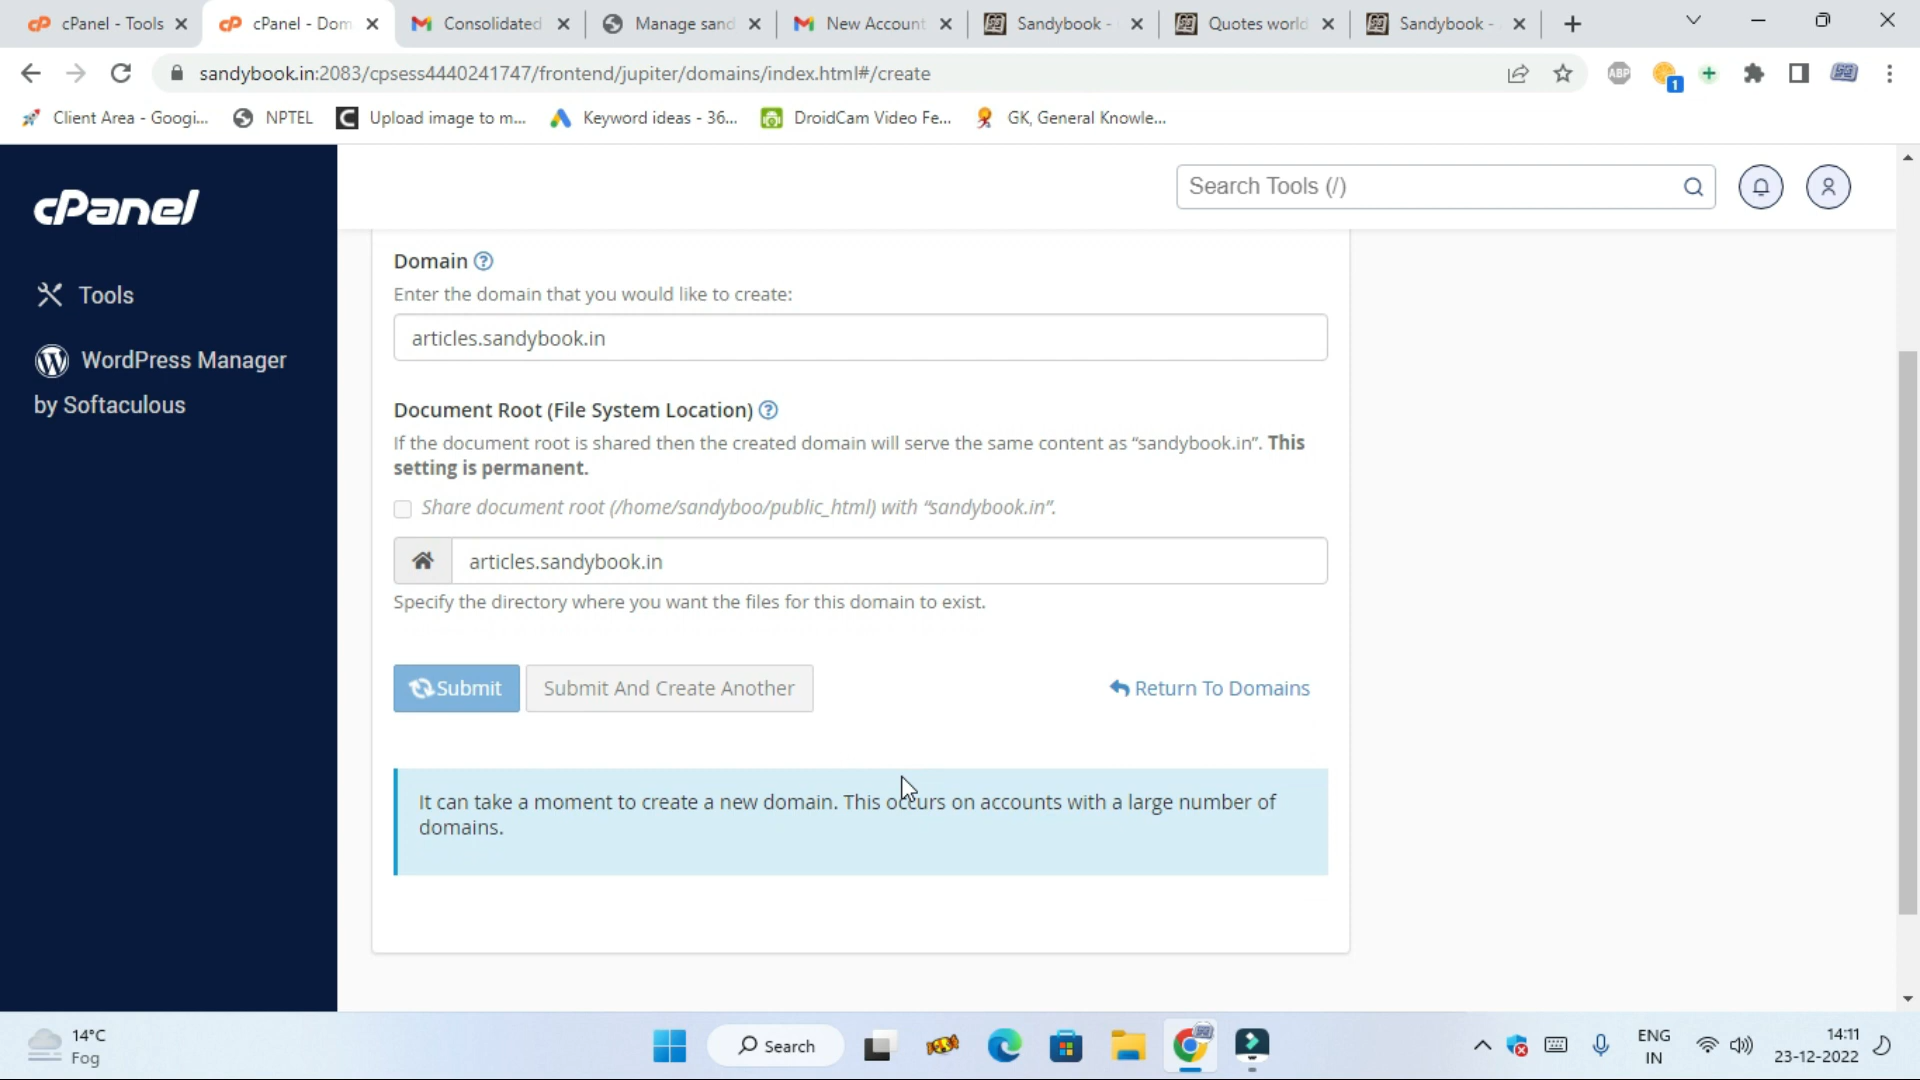 cPanel - Tools
cPanel - Dom
Consolidated
Manage sand
New Account
Sandybook -
Quotes world
Sandybook -
sandybook.in:2083/cpsess4440241747/frontend/jupiter/domains/index.html#/create
ABP
1
Client Area - Googi...
NPTEL
Upload image to m...
Keyword ideas - 36...
DroidCam Video Fe...
GK, General Knowle...
cPanel
Search Tools (/)
Tools
WordPress Manager
by Softaculous
Domain
Enter the domain that you would like to create:
articles.sandybook.in
Document Root (File System Location)
If the document root is shared then the created domain will serve the same content as “sandybook.in”. This
setting is permanent.
Share document root (/home/sandyboo/public_html) with “sandybook.in”.
articles.sandybook.in
Specify the directory where you want the files for this domain to exist.
Submit
Submit And Create Another
Return To Domains
It can take a moment to create a new domain. This occurs on accounts with a large number of
domains.
14°C
Fog
Search
ENG
IN
14:11
23-12-2022